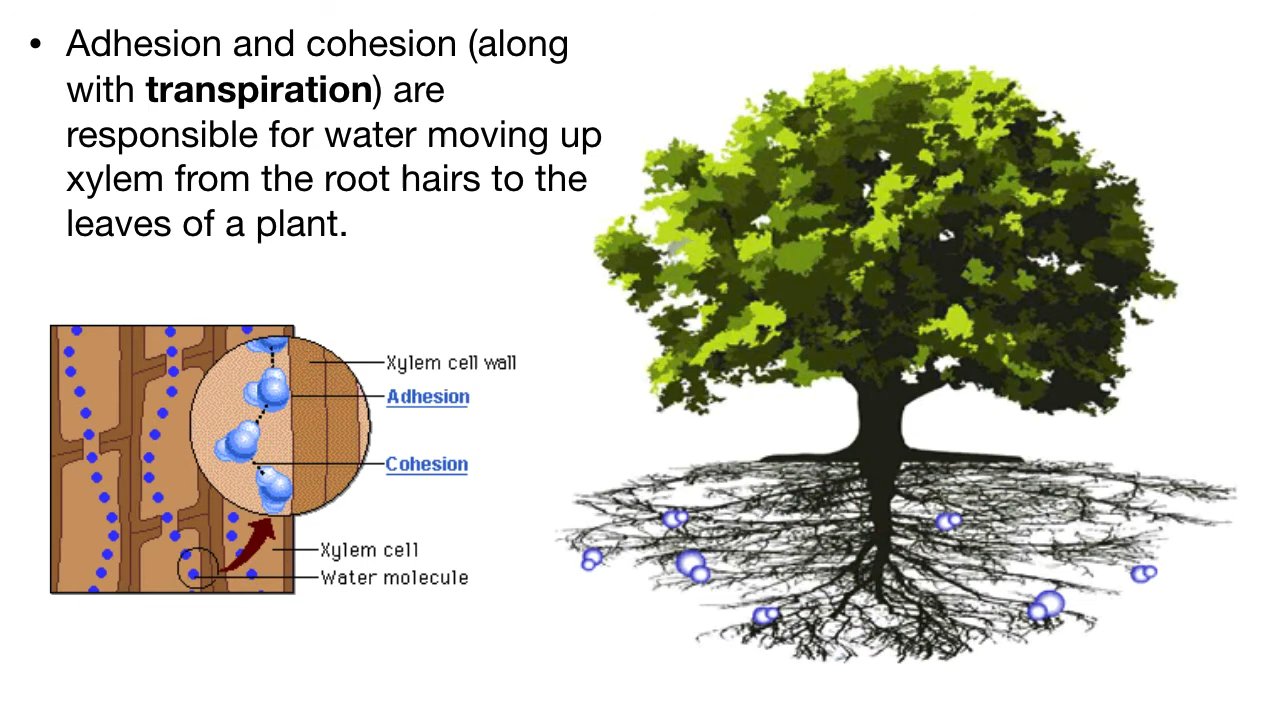 • Adhesion and cohesion (along
with transpiration) are
responsible for water moving up
xylem from the root hairs to the
leaves of a plant.
Xylem cell wall
Adhesion
Cohesion
Xylem cell
Water molecule